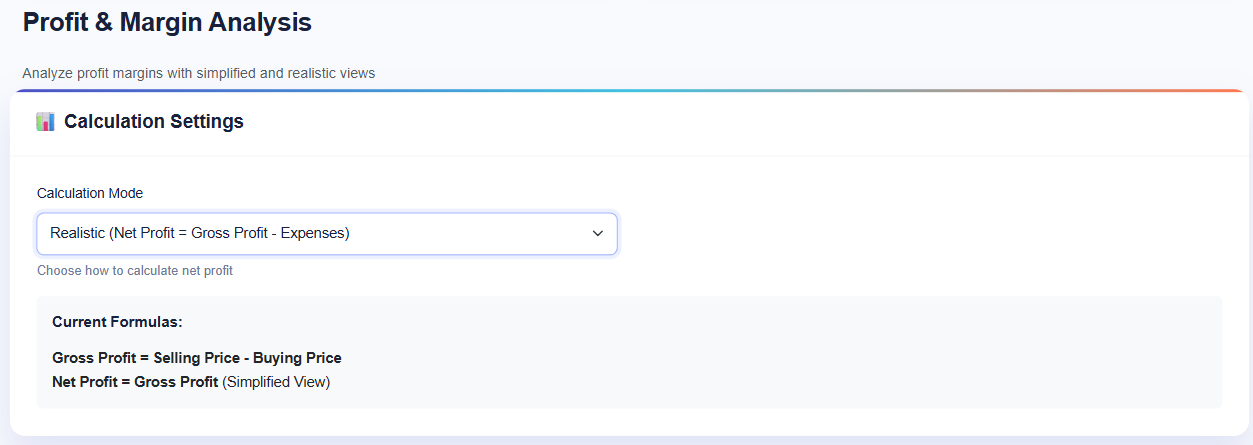 Profit & Margin Analysis
Analyze profit margins with simplified and realistic views
Calculation Settings
Calculation Mode
Realistic (Net Profit = Gross Profit - Expenses)
Choose how to calculate net profit
Current Formulas:
Gross Profit = Selling Price - Buying Price
Net Profit = Gross Profit (Simplified View)